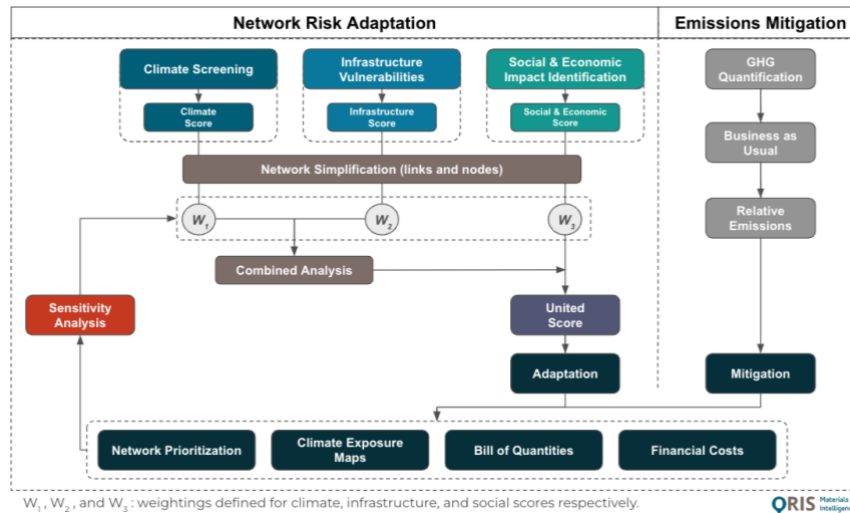 Network Risk Adaptation
Emissions Mitigation
Climate Screening
Infrastructure
Vulnerabilities
Social & Economic
Impact Identification
GHG
Quantification
Climate
Score
Infrastructure
Score
Social & Economic
Score
Business as
Usual
Network Simplification (links and nodes)
W₁
W₂
W₃
Relative
Emissions
Combined Analysis
Sensitivity
Analysis
United
Score
Adaptation
Mitigation
Network Prioritization
Climate Exposure
Maps
Bill of Quantities
Financial Costs
W₁, W₂, and W₃: weightings defined for climate, infrastructure, and social scores respectively.
ORIS Materials
Intelligence